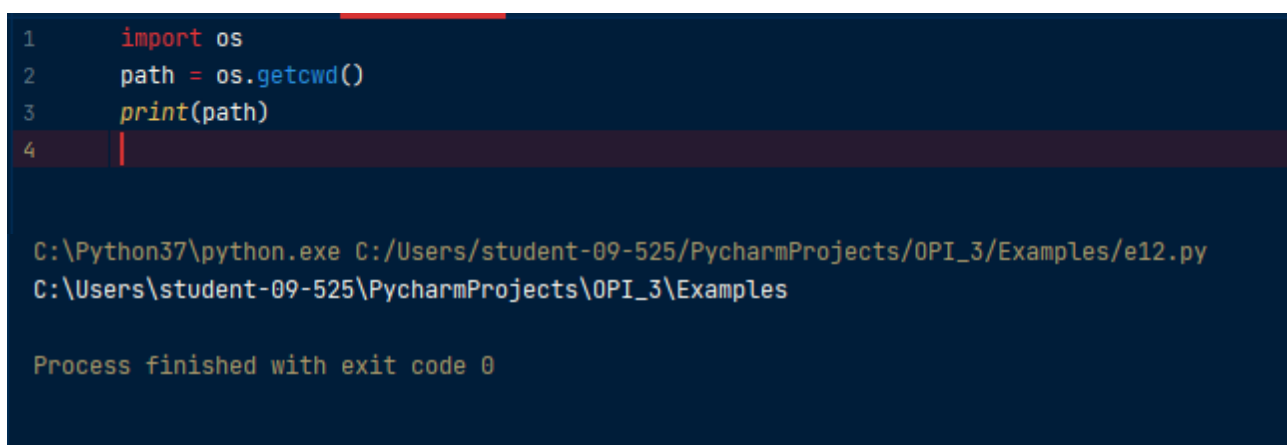 1 import os
2 path = os.getcwd()
3 print(path)
4
C:\Python37\python.exe C:/Users/student-09-525/PycharmProjects/OPI_3/Examples/e12.py
C:\Users\student-09-525\PycharmProjects\OPI_3\Examples
Process finished with exit code 0